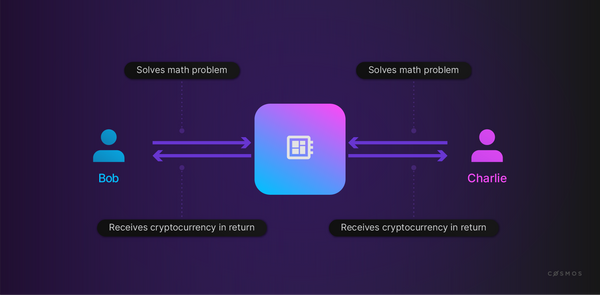 Solves math problem
Solves math problem
Bob
Charlie
Receives cryptocurrency in return
Receives cryptocurrency in return
COSMOS